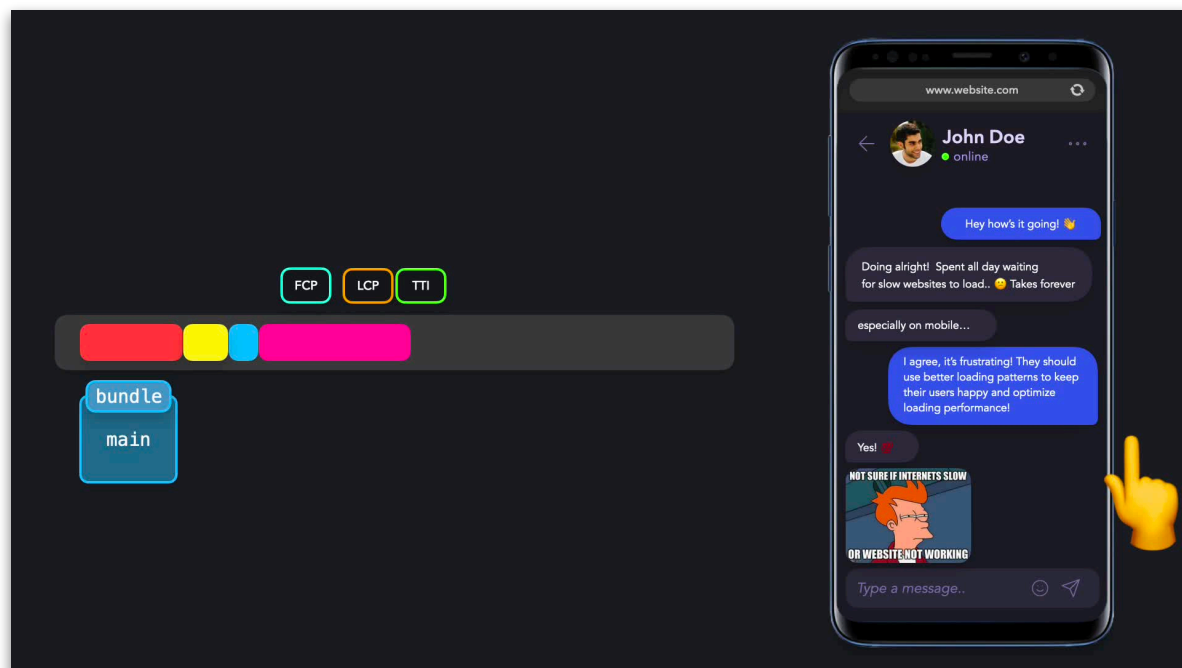 www.website.com
John Doe
online
Hey how's it going! 👋
Doing alright! Spent all day waiting
for slow websites to load.. 😕 Takes forever
especially on mobile...
I agree, it's frustrating! They should
use better loading patterns to keep
their users happy and optimize
loading performance!
Yes! 💯
NOT SURE IF INTERNETS SLOW
OR WEBSITE NOT WORKING
Type a message..
FCP
LCP
TTI
bundle
main